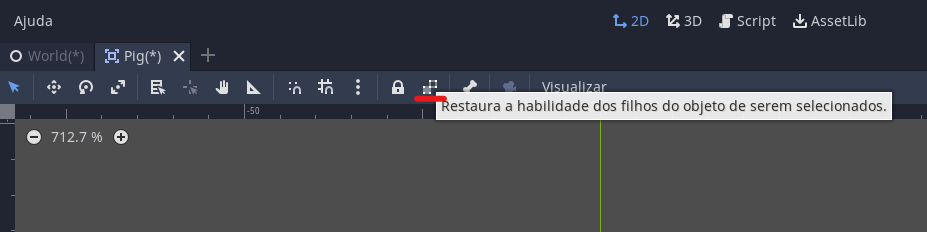 Ajuda 2D 3D Script AssetLib
World(*) Pig(*)
Visualizar
Restaura a habilidade dos filhos do objeto de serem selecionados.
-50
712.7 %